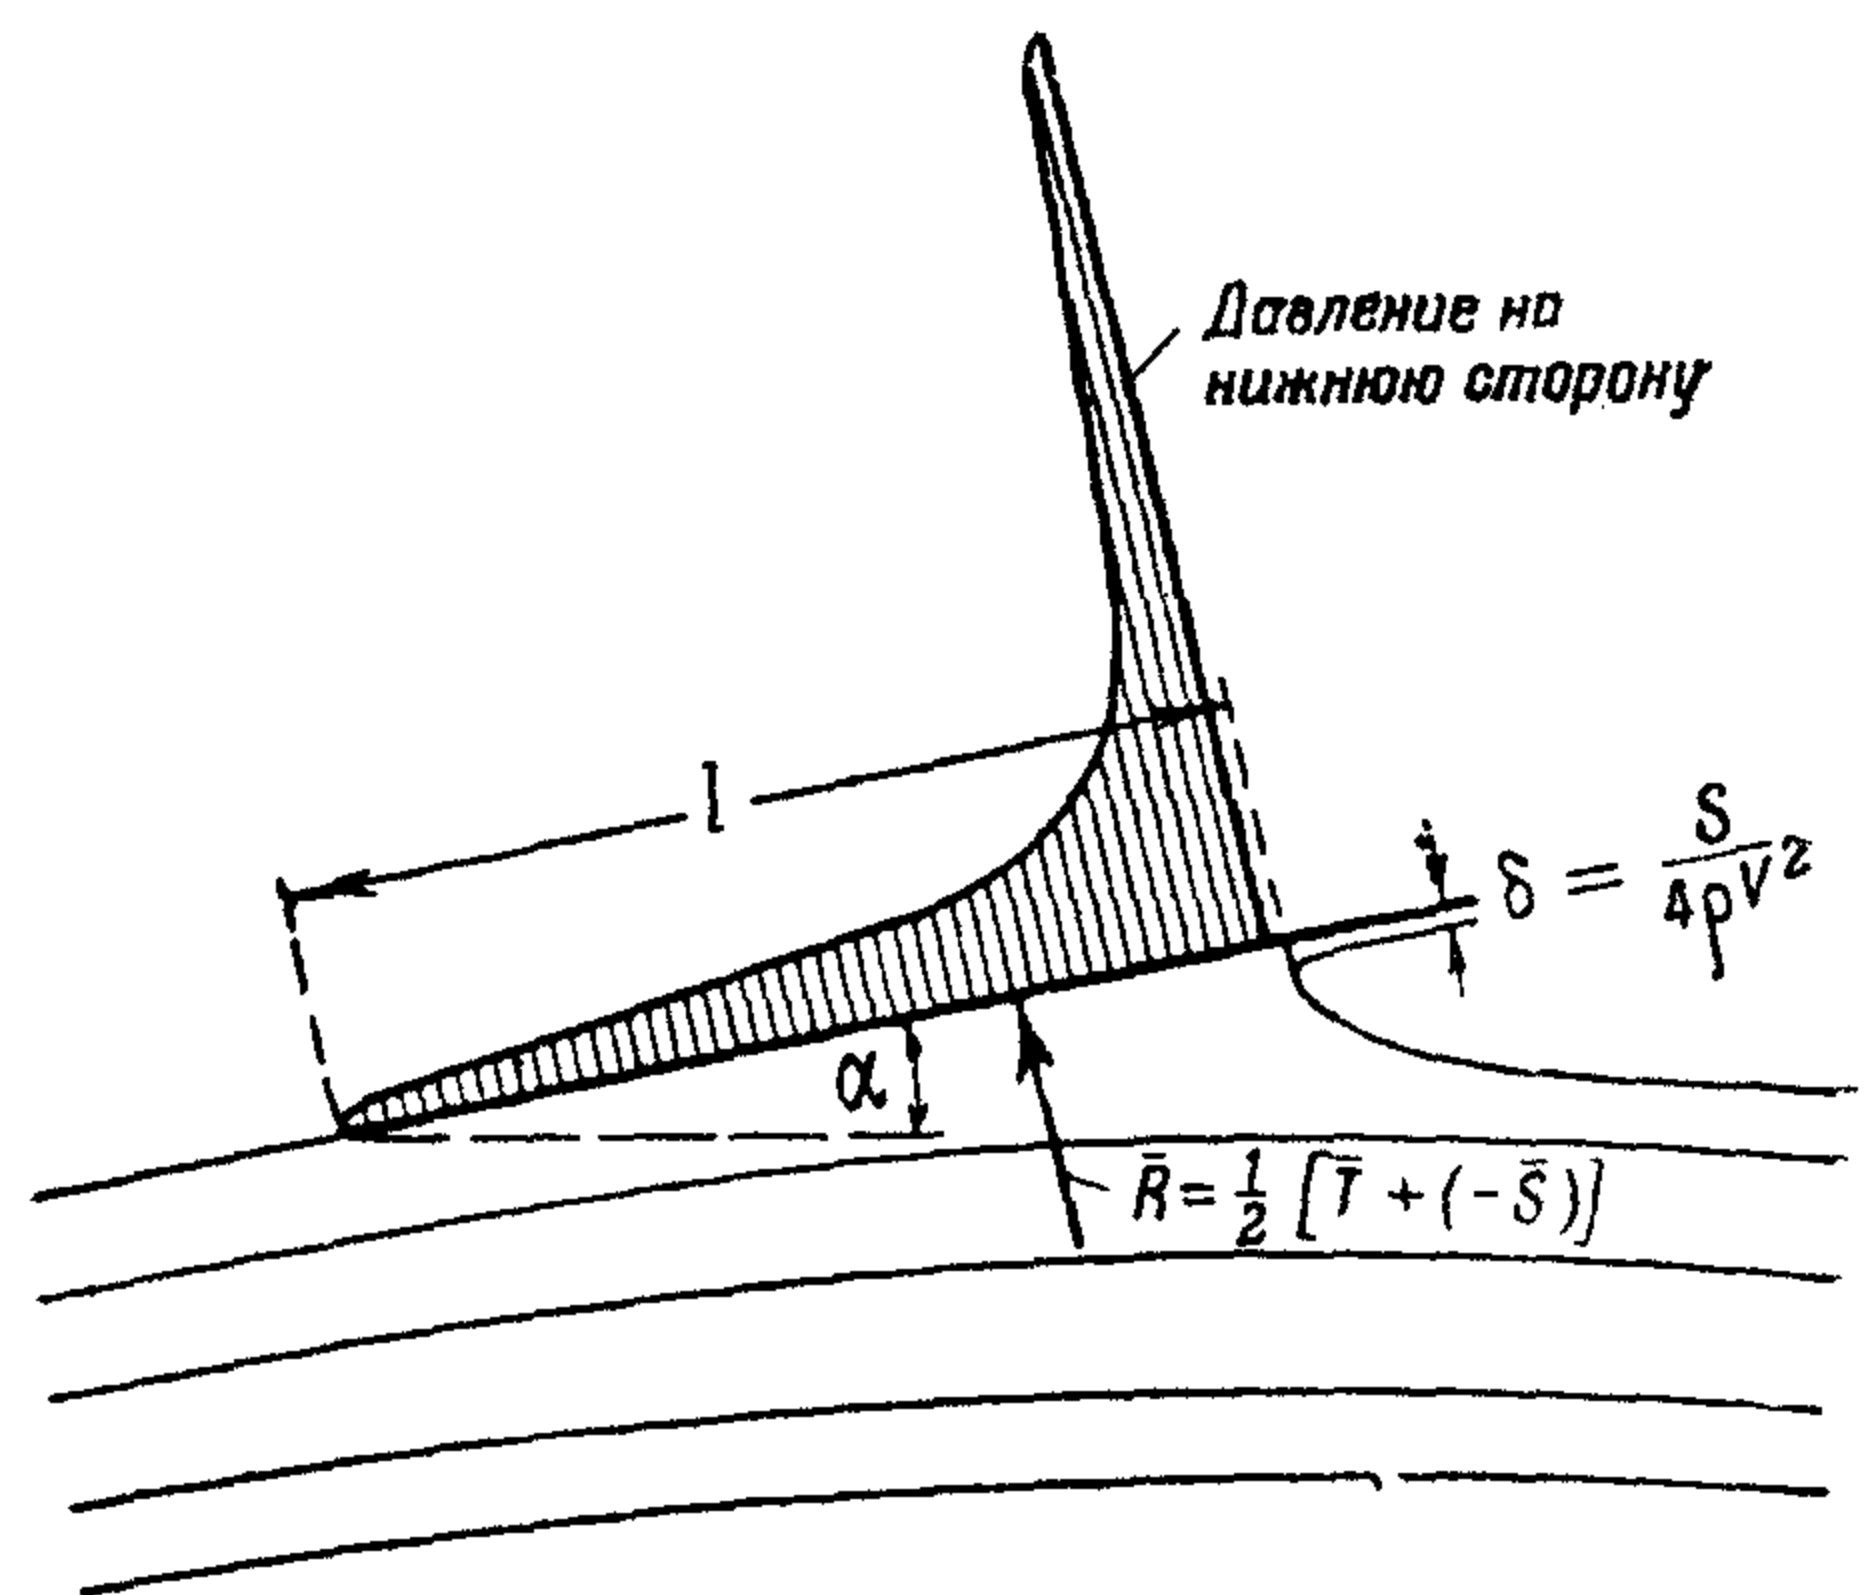 Давление на
нижнюю сторону
l
δ = S / 4ρV²
α
R̄ = 1/2 [T̄ + (-S̄)]